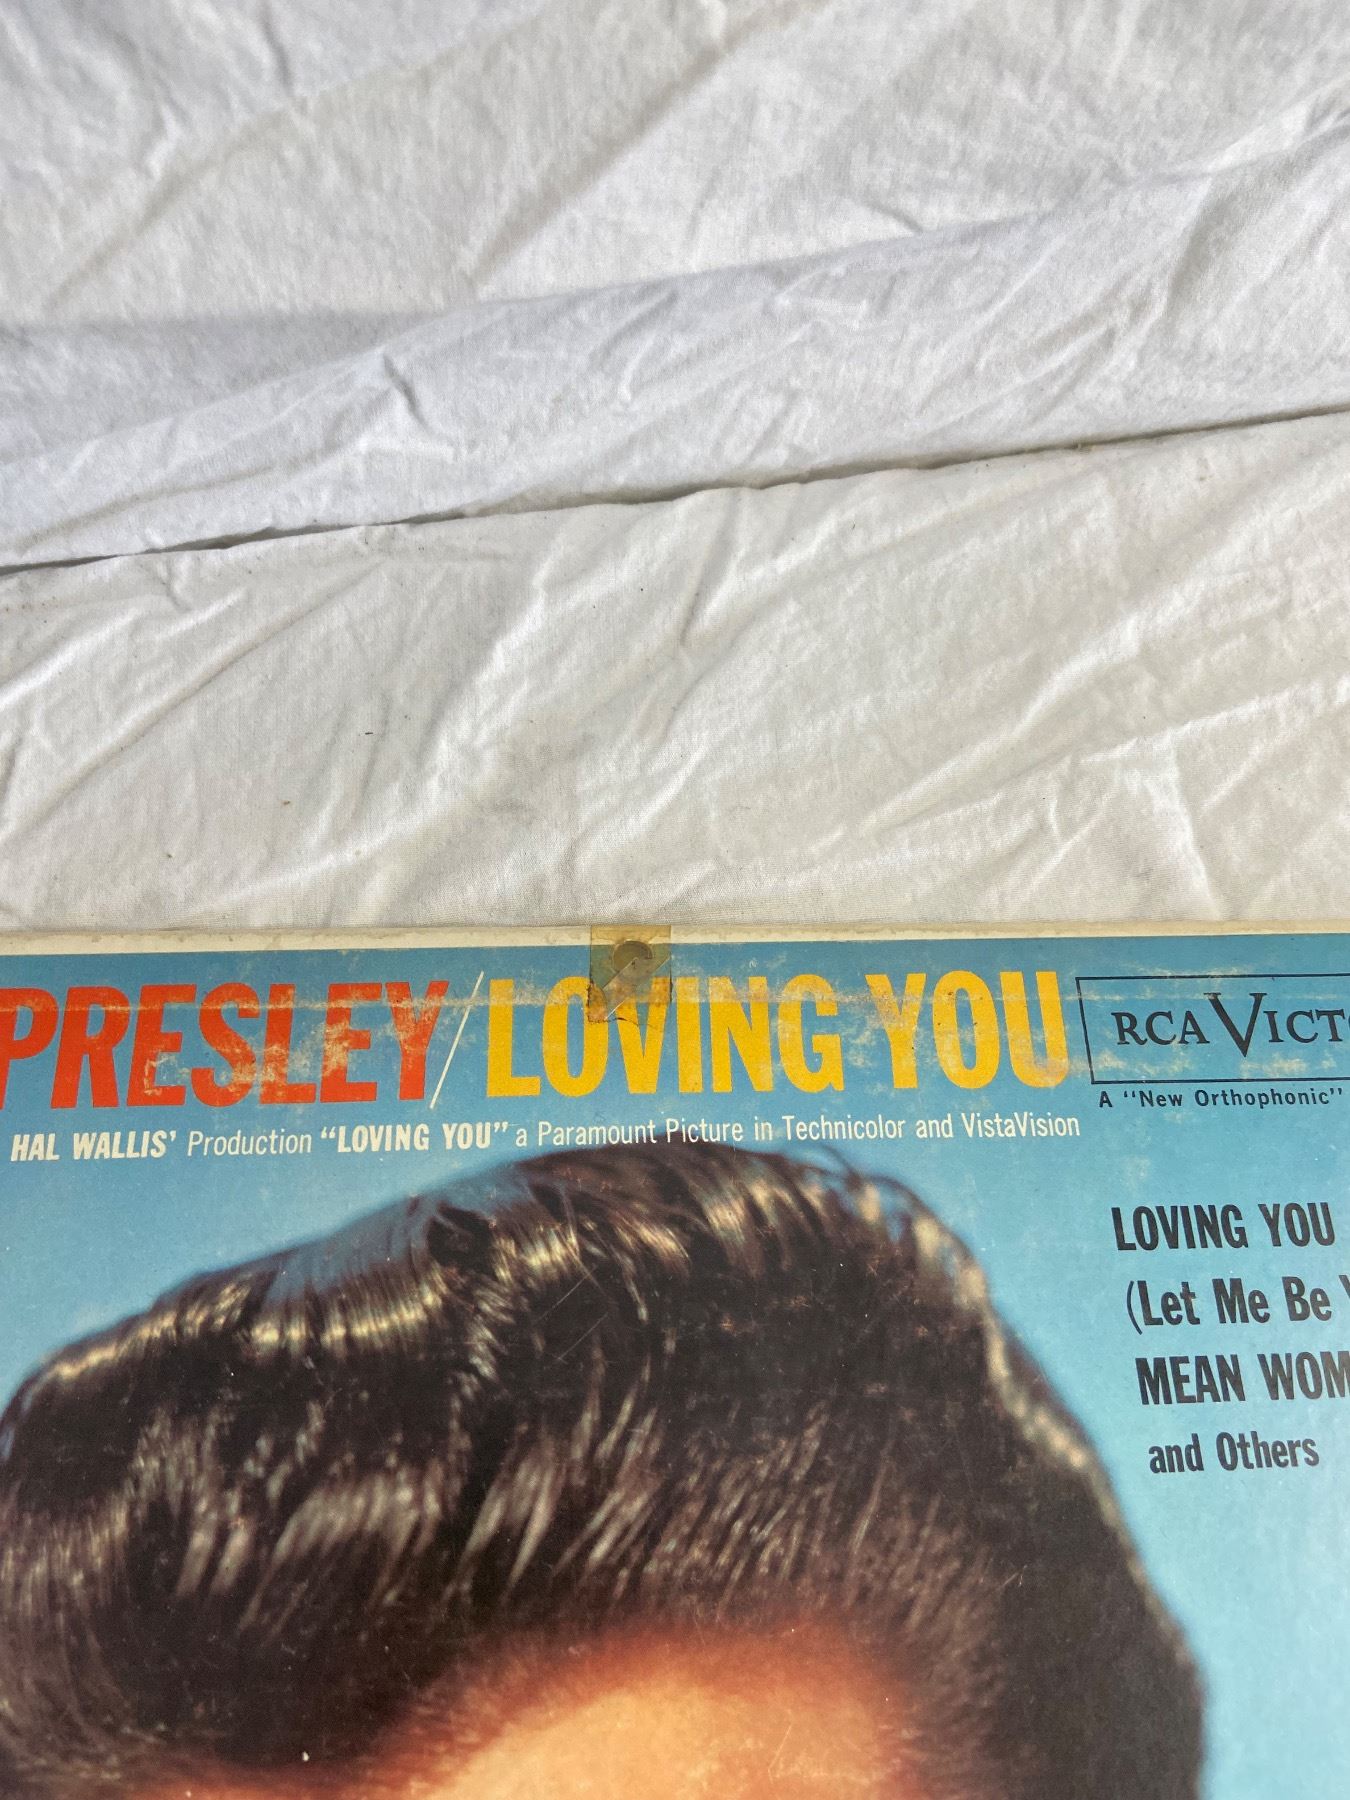 PRESLEY/LOVING YOU
RCA VICT
A "New Orthophonic"
HAL WALLIS' Production "LOVING YOU" a Paramount Picture in Technicolor and VistaVision
LOVING YOU
(Let Me Be
MEAN WOM
and Others